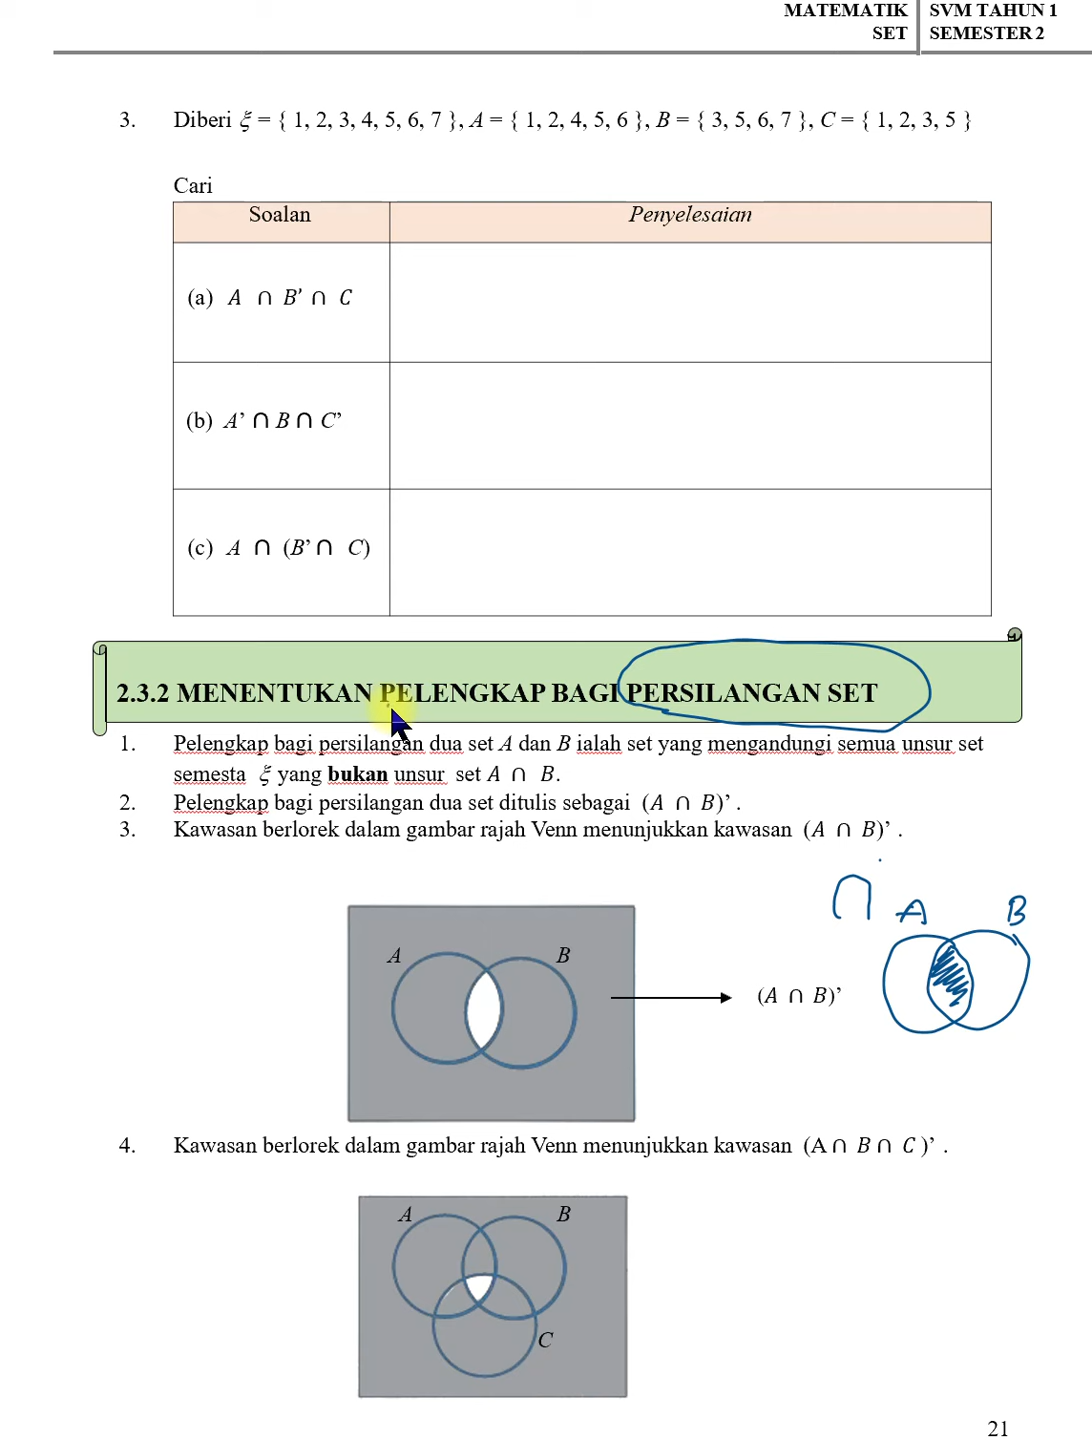 MATEMATIK SVM TAHUN 1
SET SEMESTER 2
3. Diberi ξ = { 1, 2, 3, 4, 5, 6, 7 }, A = { 1, 2, 4, 5, 6 }, B = { 3, 5, 6, 7 }, C = { 1, 2, 3, 5 }
Cari
Soalan Penyelesaian
(a) A ∩ B’ ∩ C
(b) A’ ∩ B ∩ C’
(c) A ∩ (B’ ∩ C)
2.3.2 MENENTUKAN PELENGKAP BAGI PERSILANGAN SET
1. Pelengkap bagi persilangan dua set A dan B ialah set yang mengandungi semua unsur set
semesta ξ yang bukan unsur set A ∩ B.
2. Pelengkap bagi persilangan dua set ditulis sebagai (A ∩ B)’ .
3. Kawasan berlorek dalam gambar rajah Venn menunjukkan kawasan (A ∩ B)’ .
∩ A B
A B
(A ∩ B)’
4. Kawasan berlorek dalam gambar rajah Venn menunjukkan kawasan (A ∩ B ∩ C )’ .
A B
C
21